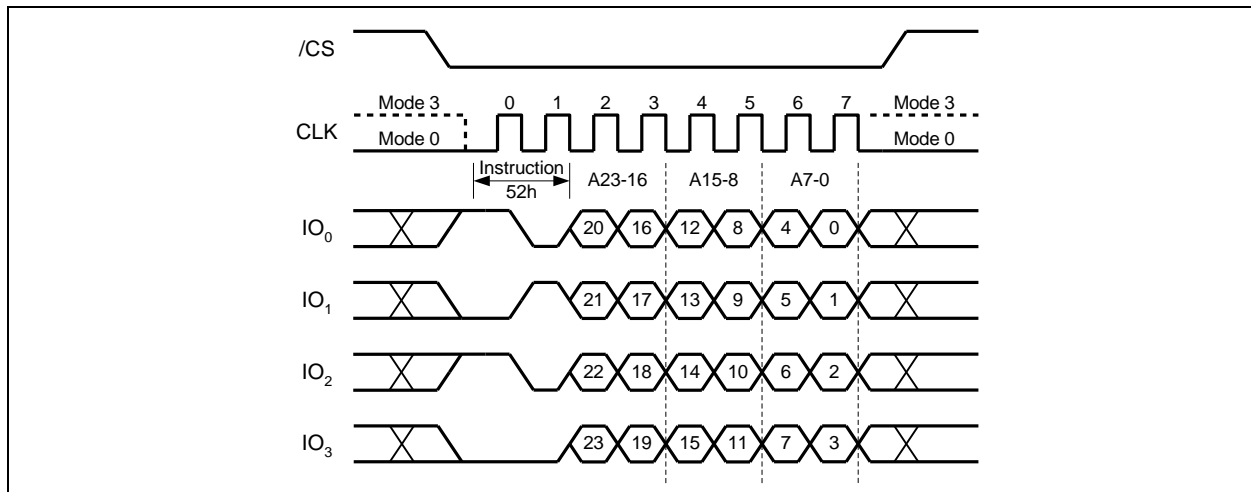 /CS
Mode 3 0 1 2 3 4 5 6 7 Mode 3
CLK
Mode 0 Mode 0
Instruction
52h
A23-16 A15-8 A7-0
IO0 20 16 12 8 4 0
IO1 21 17 13 9 5 1
IO2 22 18 14 10 6 2
IO3 23 19 15 11 7 3